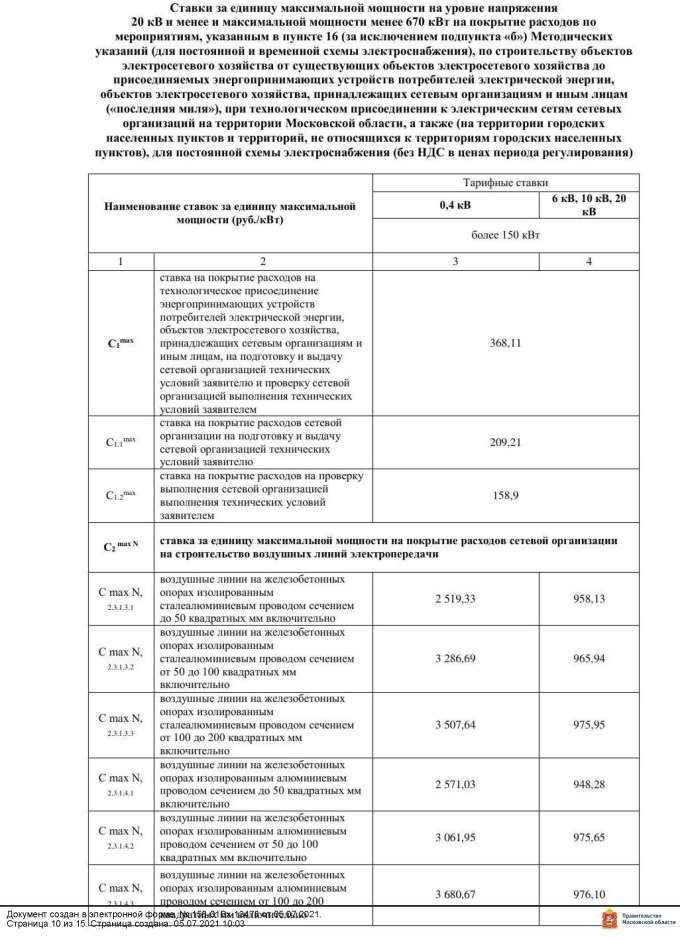 Ставки за единицу максимальной мощности на уровне напряжения
20 кВ и менее и максимальной мощности менее 670 кВт на покрытие расходов по
мероприятиям, указанным в пункте 16 (за исключением подпункта «б») Методических
указаний (для постоянной и временной схемы электроснабжения), по строительству объектов
электросетевого хозяйства от существующих объектов электросетевого хозяйства до
присоединяемых энергопринимающих устройств потребителей электрической энергии,
объектов электросетевого хозяйства, принадлежащих сетевым организациям и иным лицам
(«последняя миля»), при технологическом присоединении к электрическим сетям сетевых
организаций на территории Московской области, а также (на территории городских
населенных пунктов и территорий, не относящихся к территориям городских населенных
пунктов), для постоянной схемы электроснабжения (без НДС в ценах периода регулирования)
Наименование ставок за единицу максимальной
мощности (руб./кВт)
Тарифные ставки
0,4 кВ
6 кВ, 10 кВ, 20
кВ
более 150 кВт
1 2 3 4
C1max
ставка на покрытие расходов на
технологическое присоединение
энергопринимающих устройств
потребителей электрической энергии,
объектов электросетевого хозяйства,
принадлежащих сетевым организациям и
иным лицам, на подготовку и выдачу
сетевой организацией технических
условий заявителю и проверку сетевой
организацией выполнения технических
условий заявителем
368,11
C1.1max
ставка на покрытие расходов сетевой
организации на подготовку и выдачу
сетевой организацией технических
условий заявителю
209,21
C1.2max
ставка на покрытие расходов на проверку
выполнения сетевой организацией
выполнения технических условий
заявителем
158,9
C2 max N
ставка за единицу максимальной мощности на покрытие расходов сетевой организации
на строительство воздушных линий электропередачи
C max N,
2,3.1.3.1
воздушные линии на железобетонных
опорах изолированным
сталеалюминиевым проводом сечением
до 50 квадратных мм включительно
2 519,33
958,13
C max N,
2,3.1.3.2
воздушные линии на железобетонных
опорах изолированным
сталеалюминиевым проводом сечением
от 50 до 100 квадратных мм
включительно
3 286,69
965,94
C max N,
2,3.1.3.3
воздушные линии на железобетонных
опорах изолированным
сталеалюминиевым проводом сечением
от 100 до 200 квадратных мм
включительно
3 507,64
975,95
C max N,
2,3.1.4.1
воздушные линии на железобетонных
опорах изолированным алюминиевым
проводом сечением до 50 квадратных мм
включительно
2 571,03
948,28
C max N,
2,3.1.4.2
воздушные линии на железобетонных
опорах изолированным алюминиевым
проводом сечением от 50 до 100
квадратных мм включительно
3 061,95
975,65
C max N,
2,3.1.4.3
воздушные линии на железобетонных
опорах изолированным алюминиевым
проводом сечением от 100 до 200
квадратных мм включительно
3 680,67
976,10
Документ создан в электронной форме. № от 05.07.2021.
Страница 10 из 15. Страница создана: 05.07.2021 10:03
Правительство
Московской области